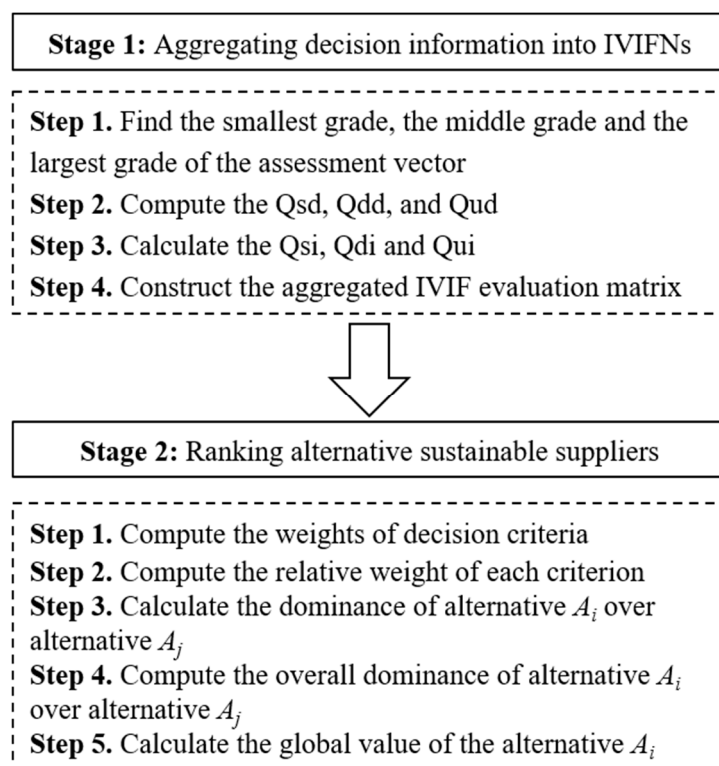 Stage 1: Aggregating decision information into IVIFNs
Step 1. Find the smallest grade, the middle grade and the
largest grade of the assessment vector
Step 2. Compute the Qsd, Qdd, and Qud
Step 3. Calculate the Qsi, Qdi and Qui
Step 4. Construct the aggregated IVIF evaluation matrix
Stage 2: Ranking alternative sustainable suppliers
Step 1. Compute the weights of decision criteria
Step 2. Compute the relative weight of each criterion
Step 3. Calculate the dominance of alternative Ai over
alternative Aj
Step 4. Compute the overall dominance of alternative Ai
over alternative Aj
Step 5. Calculate the global value of the alternative Ai